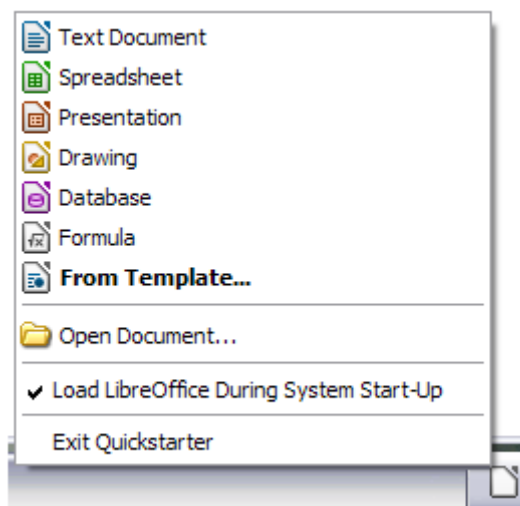 Text Document
Spreadsheet
Presentation
Drawing
Database
Formula
From Template...
Open Document...
Load LibreOffice During System Start-Up
Exit Quickstarter